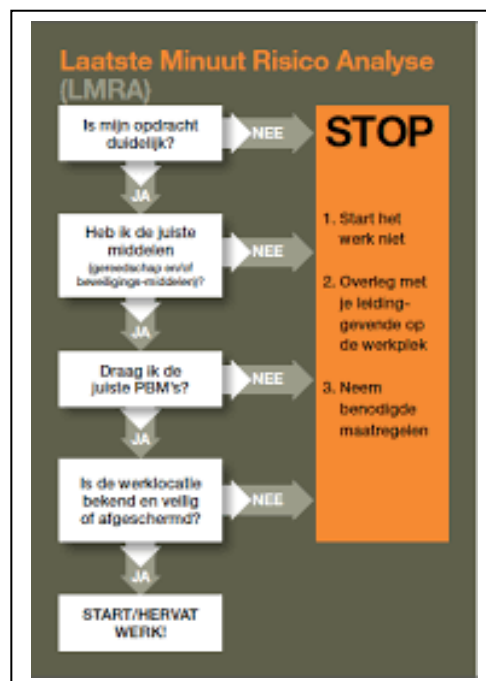 Laatste Minuut Risico Analyse
(LMRA)
Is mijn opdracht
duidelijk?
NEE
JA
Heb ik de juiste
middelen
(gereedschap en/of
beveiligings-middelen)?
NEE
JA
Draag ik de
juiste PBM's?
NEE
JA
Is de werklocatie
bekend en veilig
of afgeschermd?
NEE
JA
START/HERVAT
WERK!
STOP
1. Start het
werk niet
2. Overleg met
je leiding-
gevende op
de werkplek
3. Neem
benodigde
maatregelen